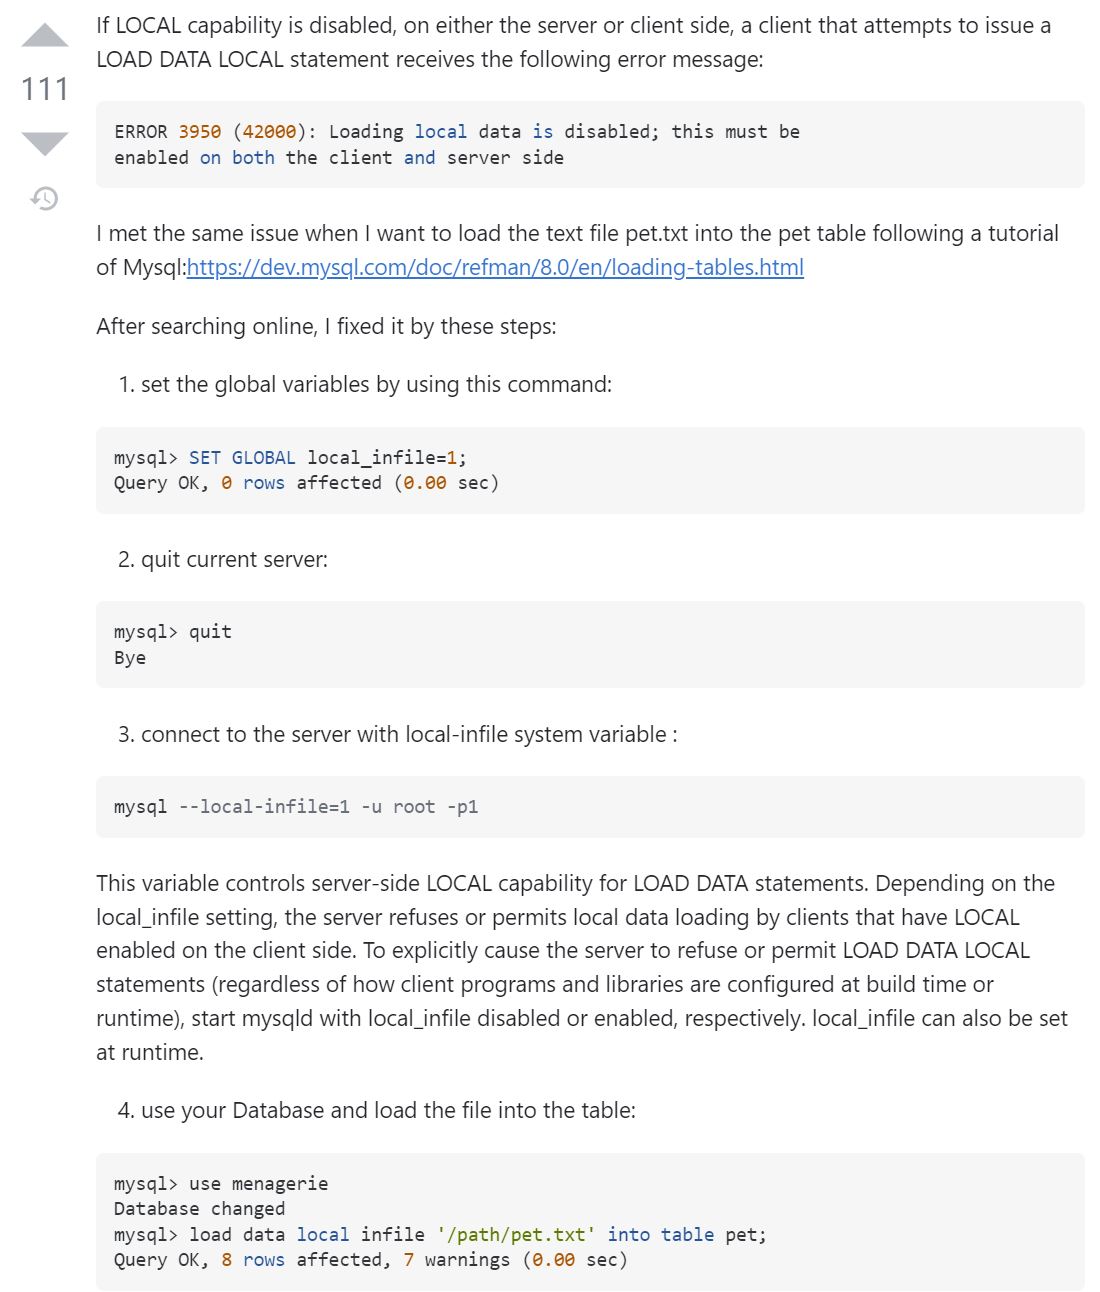 If LOCAL capability is disabled, on either the server or client side, a client that attempts to issue a
LOAD DATA LOCAL statement receives the following error message:
111
ERROR 3950 (42000): Loading local data is disabled; this must be
enabled on both the client and server side
I met the same issue when I want to load the text file pet.txt into the pet table following a tutorial
of Mysql:https://dev.mysql.com/doc/refman/8.0/en/loading-tables.html
After searching online, I fixed it by these steps:
1. set the global variables by using this command:
mysql> SET GLOBAL local_infile=1;
Query OK, 0 rows affected (0.00 sec)
2. quit current server:
mysql> quit
Bye
3. connect to the server with local-infile system variable :
mysql --local-infile=1 -u root -p1
This variable controls server-side LOCAL capability for LOAD DATA statements. Depending on the
local_infile setting, the server refuses or permits local data loading by clients that have LOCAL
enabled on the client side. To explicitly cause the server to refuse or permit LOAD DATA LOCAL
statements (regardless of how client programs and libraries are configured at build time or
runtime), start mysqld with local_infile disabled or enabled, respectively. local_infile can also be set
at runtime.
4. use your Database and load the file into the table:
mysql> use menagerie
Database changed
mysql> load data local infile '/path/pet.txt' into table pet;
Query OK, 8 rows affected, 7 warnings (0.00 sec)